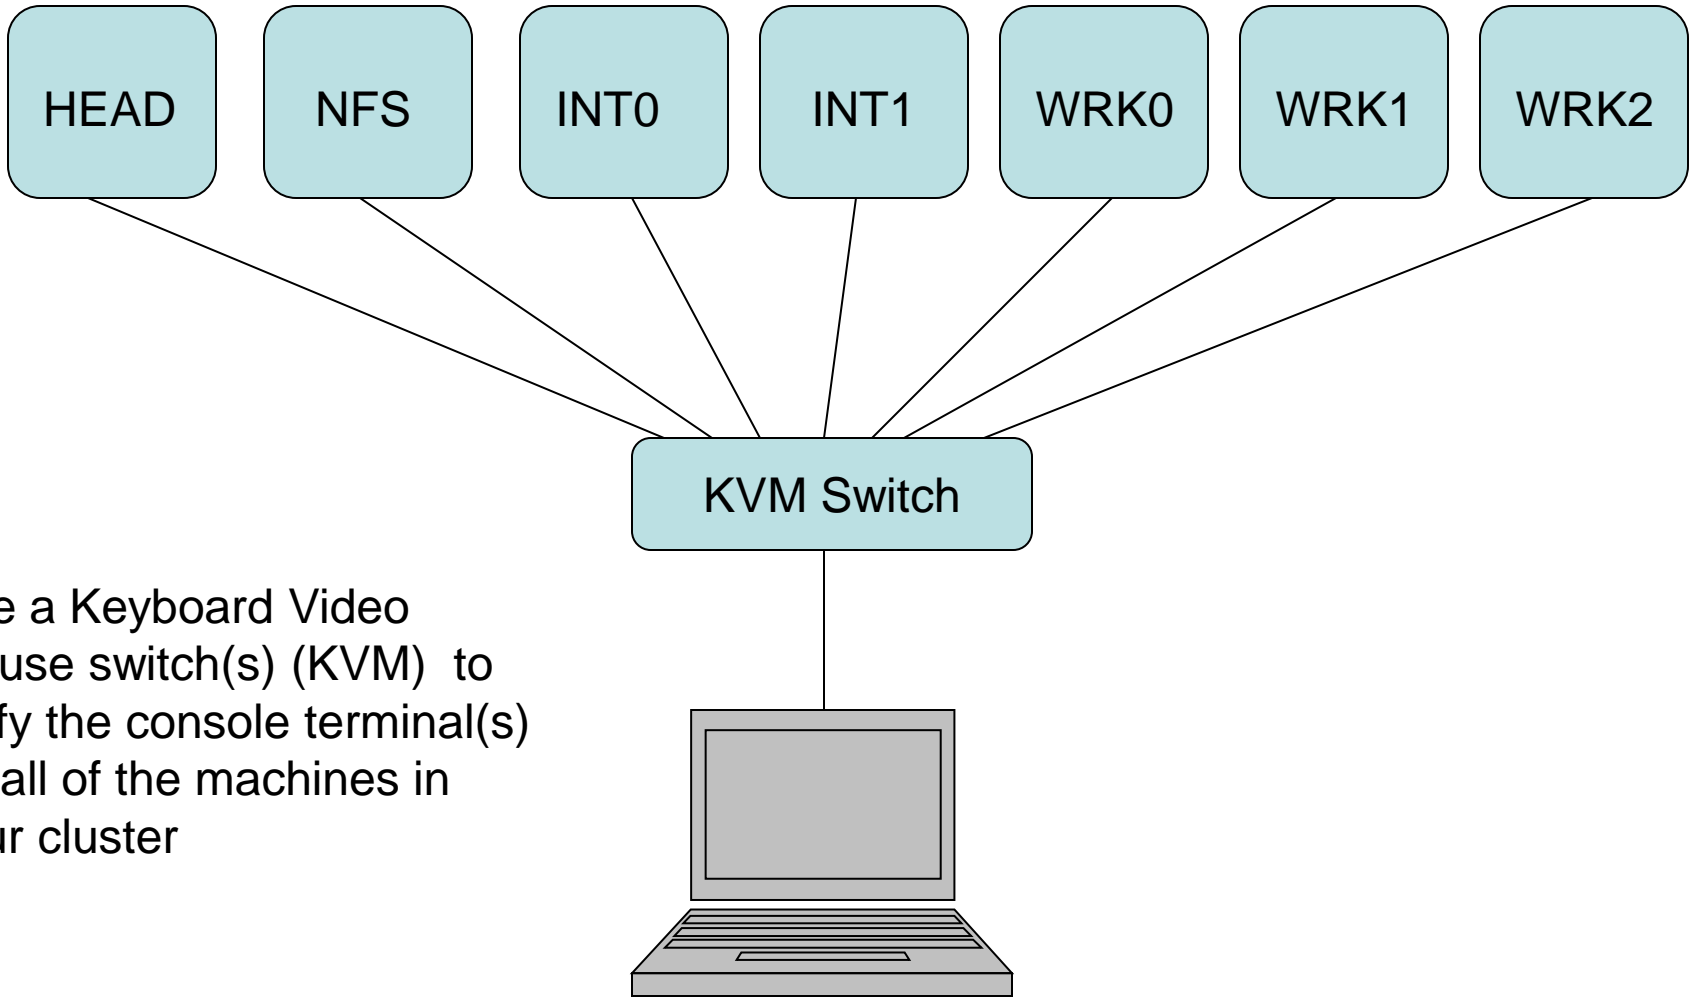 HEAD NFS INT0 INT1 WRK0 WRK1 WRK2
KVM Switch
e a Keyboard Video
use switch(s) (KVM) to
fy the console terminal(s)
all of the machines in
ur cluster